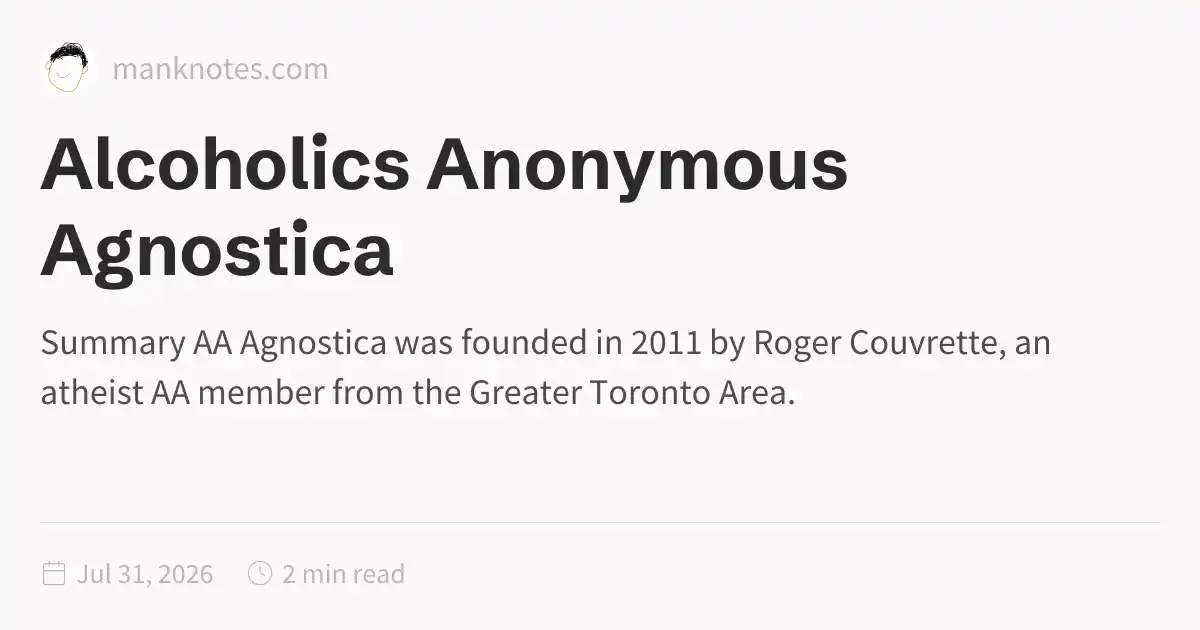 manknotes.com
Alcoholics Anonymous
Agnostica
Summary AA Agnostica was founded in 2011 by Roger Couvrette, an
atheist AA member from the Greater Toronto Area.
Jul 31, 2026 2 min read